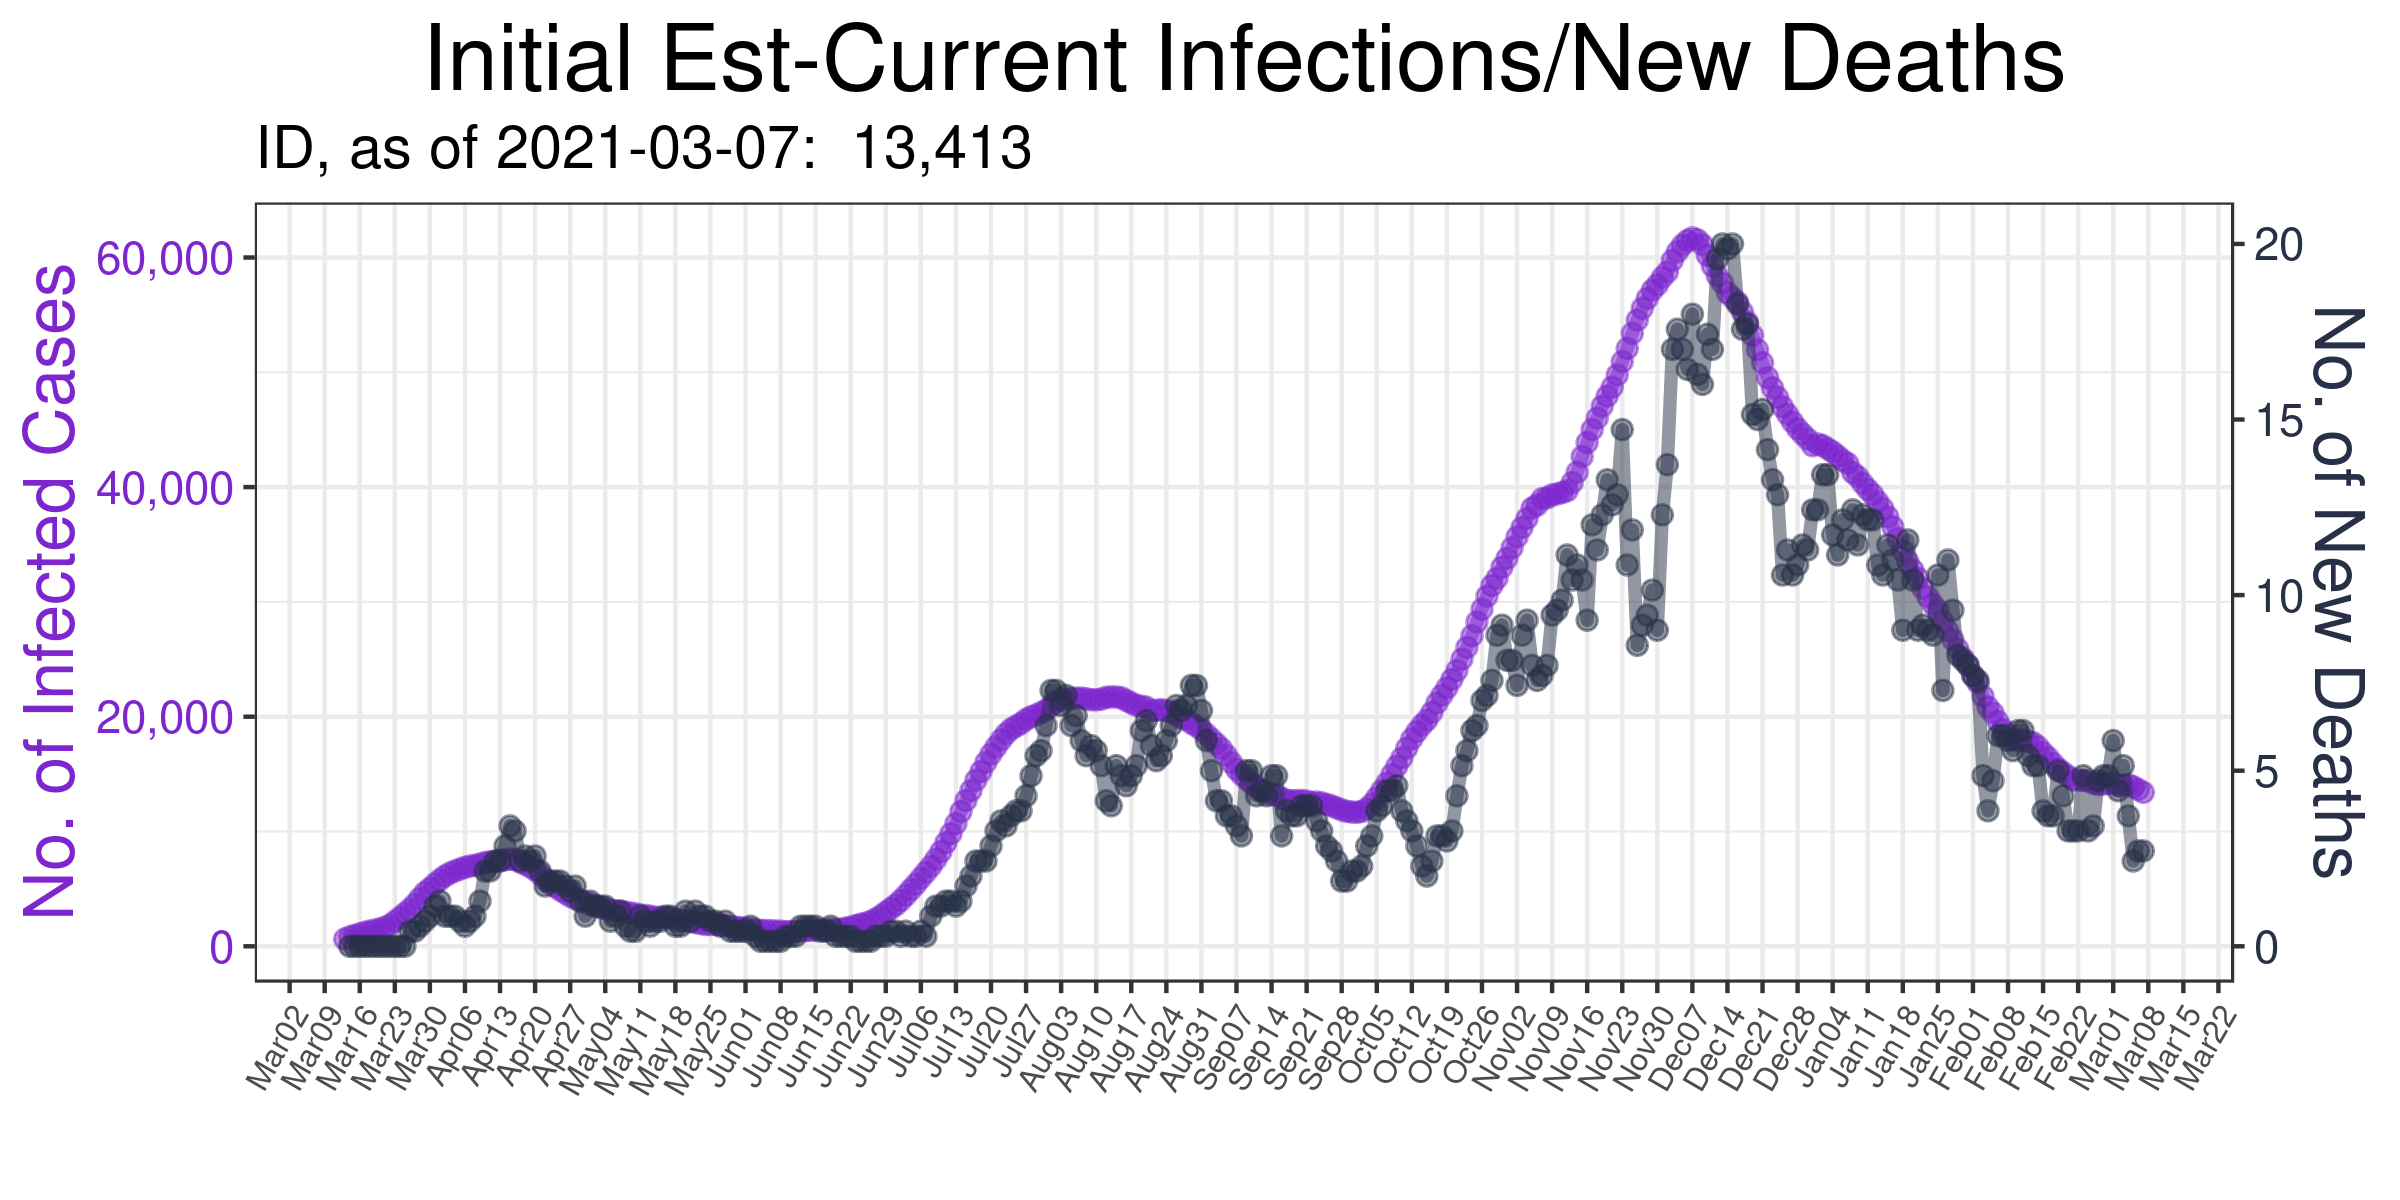 Initial Est-Current Infections/New Deaths
ID, as of 2021-03-07:  13,413
No. of Infected Cases
60,000
40,000
20,000
0
20
15
10
5
0
No. of New Deaths
Mar02
Mar09
Mar16
Mar23
Mar30
Apr06
Apr13
Apr20
Apr27
May04
May11
May18
May25
Jun01
Jun08
Jun15
Jun22
Jun29
Jul06
Jul13
Jul20
Jul27
Aug03
Aug10
Aug17
Aug24
Aug31
Sep07
Sep14
Sep21
Sep28
Oct05
Oct12
Oct19
Oct26
Nov02
Nov09
Nov16
Nov23
Nov30
Dec07
Dec14
Dec21
Dec28
Dec04
Jan11
Jan18
Jan18
Jan25
Feb01
Feb08
Feb15
Feb22
Mar01
Mar08
Mar15
Mar22